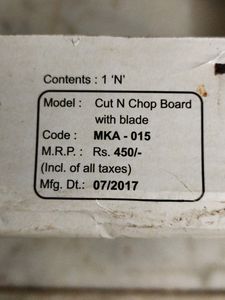 Contents : 1 'N'
Model : Cut N Chop Board
with blade
Code : MKA - 015
M.R.P. : Rs. 450/-
(Incl. of all taxes)
Mfg. Dt.: 07/2017